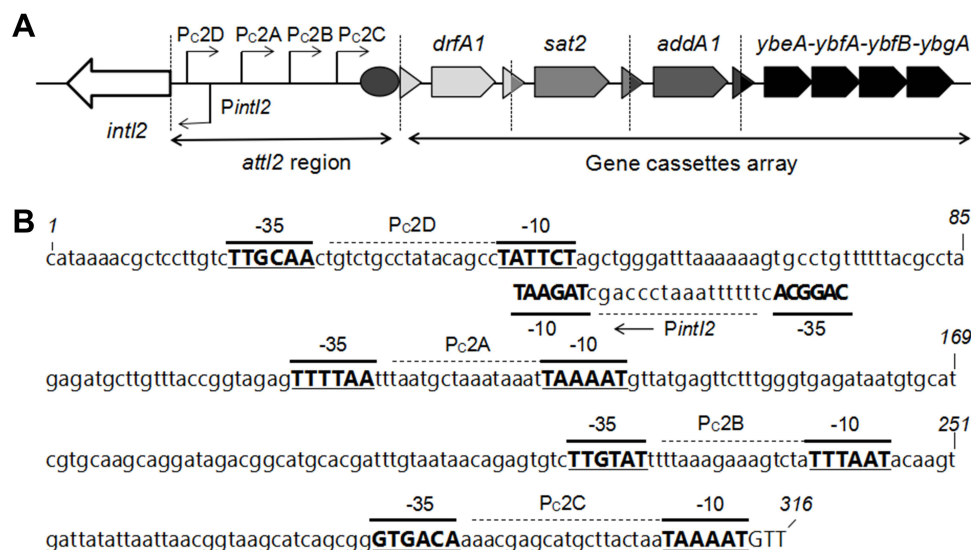 A
PC2D PC2A PC2B PC2C drfA1 sat2 addA1 ybeA-ybfA-ybfB-ybgA
PintI2
intI2
attI2 region Gene cassettes array
B
1 -35 PC2D -10 85
cataaaacgctccttgtcTTGCAActgtctgcctatacagccTATTCTagctgggatttaaaaaagtgcctgttttttacgccta
TAAGATcgaccctaaattttttcACGGAC
-10 ← PintI2 -35
-35 PC2A -10 169
gagatgcttgtttaccggtagagTTTTAAtttaatgctaaataaatTAAAATgttatgagttctttgggtgagataatgtgcat
-35 PC2B -10 251
cgtgcaagcaggatagacggcatgcacgatttgtaataacagagtgtcTTGTATttttaaagaaagtctaTTTAATacaagt
-35 PC2C -10 316
gattatattaattaacggtaagcatcagcggGTGACAaaacgagcatgcttactaaTAAAATGTT